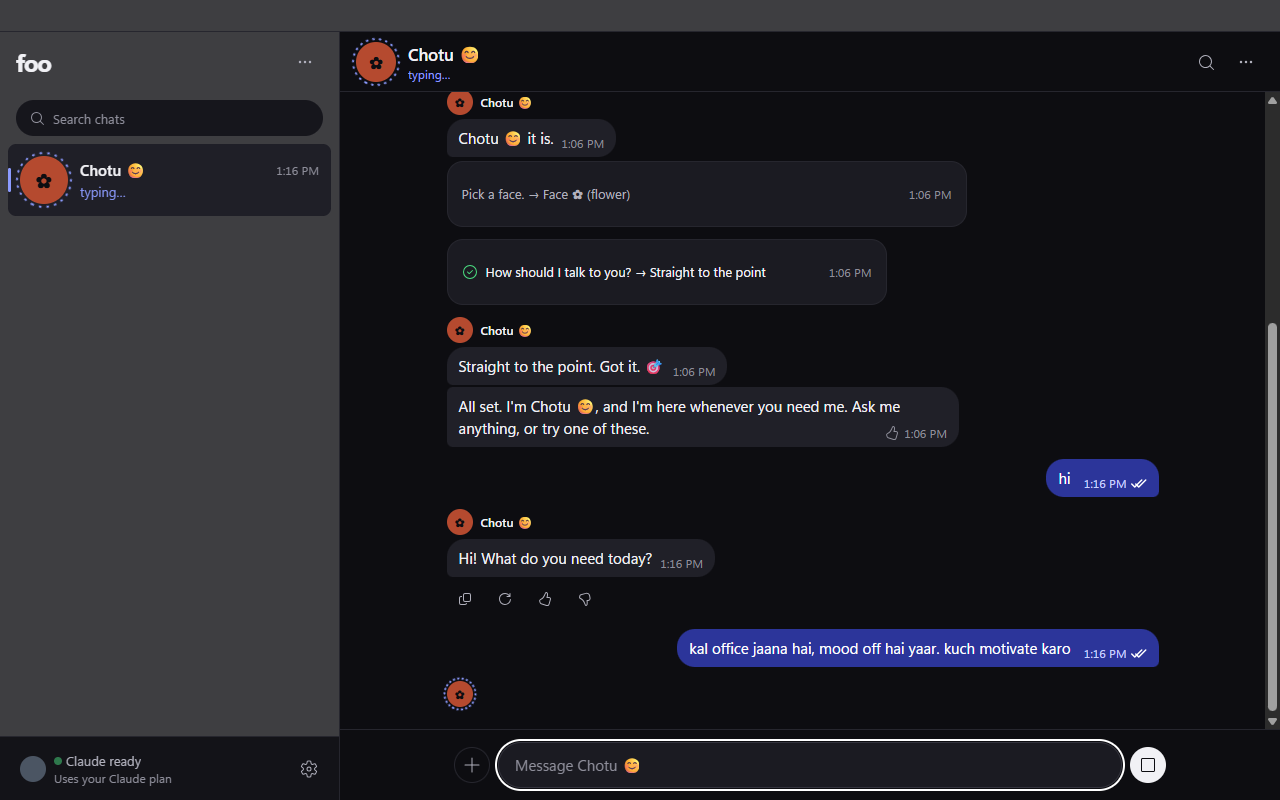 foo
Search chats
Chotu 😊
1:16 PM
typing...
Claude ready
Uses your Claude plan
Chotu 😊
typing...
Chotu 😊
Chotu 😊 it is. 1:06 PM
Pick a face. → Face ✿ (flower) 1:06 PM
How should I talk to you? → Straight to the point 1:06 PM
Chotu 😊
Straight to the point. Got it. 🎯 1:06 PM
All set. I'm Chotu 😊, and I'm here whenever you need me. Ask me
anything, or try one of these. 1:06 PM
hi 1:16 PM
Chotu 😊
Hi! What do you need today? 1:16 PM
kal office jaana hai, mood off hai yaar. kuch motivate karo 1:16 PM
Message Chotu 😊